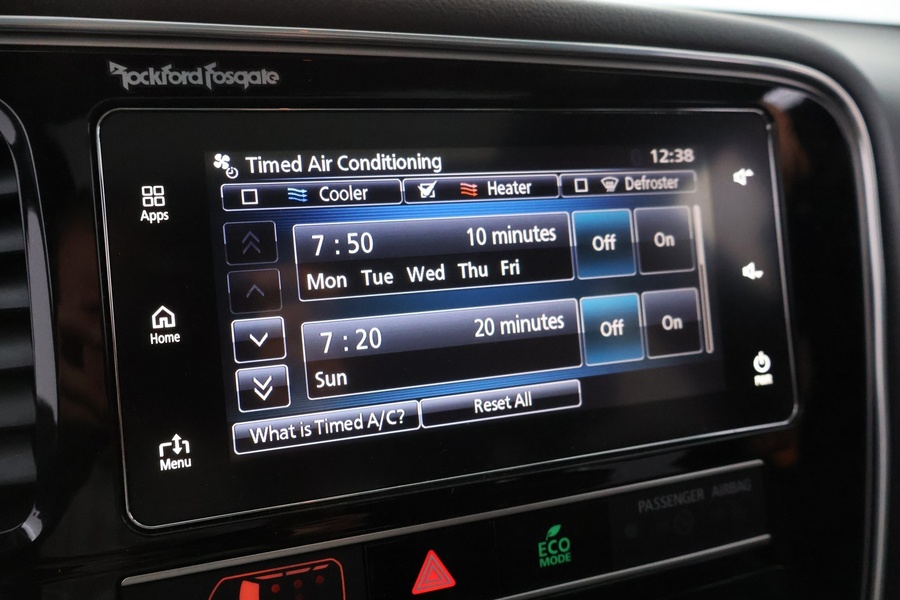 Rockford Fosgate
Timed Air Conditioning
12:38
Cooler
Heater
Defroster
Apps
7 : 50
10 minutes
Off
On
Mon Tue Wed Thu Fri
Home
7 : 20
20 minutes
Off
On
Sun
PWR
What is Timed A/C?
Reset All
Menu
PASSENGER AIRBAG
ECO
MODE